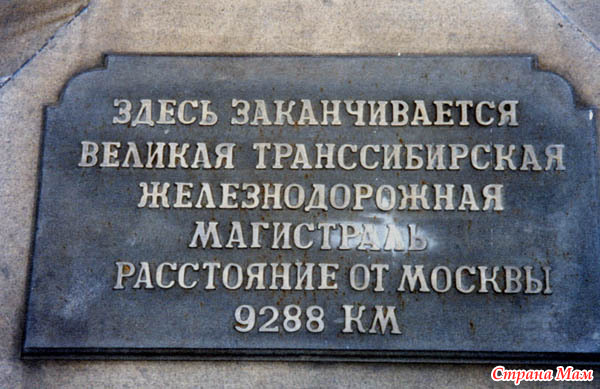 ЗДЕСЬ ЗАКАНЧИВАЕТСЯ
ВЕЛИКАЯ ТРАНССИБИРСКАЯ
ЖЕЛЕЗНОДОРОЖНАЯ
МАГИСТРАЛЬ
РАССТОЯНИЕ ОТ МОСКВЫ
9288 КМ
Страна Мам